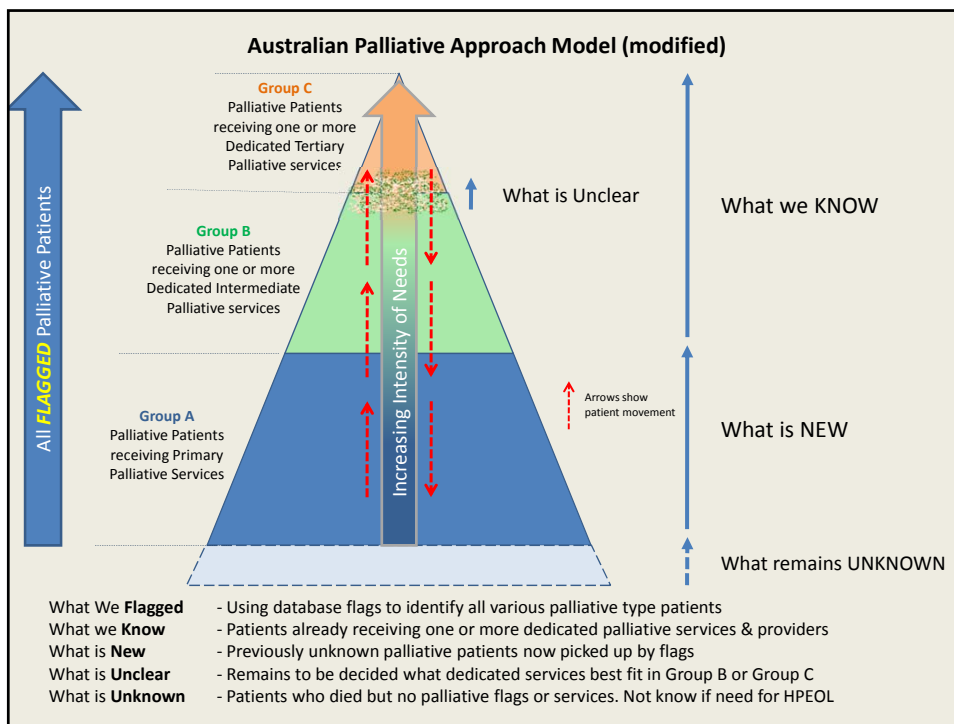 Australian Palliative Approach Model (modified)
All FLAGGED Palliative Patients
Group C
Palliative Patients
receiving one or more
Dedicated Tertiary
Palliative services
Group B
Palliative Patients
receiving one or more
Dedicated Intermediate
Palliative services
Group A
Palliative Patients
receiving Primary
Palliative Services
Increasing Intensity of Needs
What is Unclear
Arrows show
patient movement
What we KNOW
What is NEW
What remains UNKNOWN
What We Flagged - Using database flags to identify all various palliative type patients
What we Know - Patients already receiving one or more dedicated palliative services & providers
What is New - Previously unknown palliative patients now picked up by flags
What is Unclear - Remains to be decided what dedicated services best fit in Group B or Group C
What is Unknown - Patients who died but no palliative flags or services. Not know if need for HPEOL